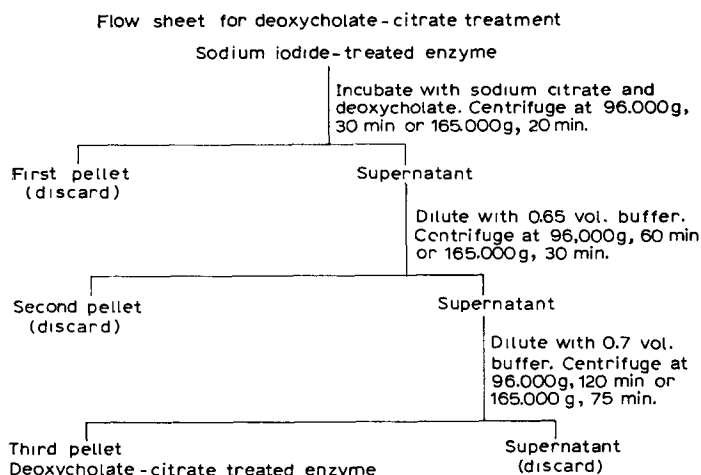 Flow sheet for deoxycholate-citrate treatment
Sodium iodide-treated enzyme
Incubate with sodium citrate and
deoxycholate. Centrifuge at 96.000g,
30 min or 165.000g, 20 min.
First pellet
(discard)
Supernatant
Dilute with 0.65 vol. buffer.
Centrifuge at 96,000g, 60 min
or 165.000g, 30 min.
Second pellet
(discard)
Supernatant
Dilute with 0.7 vol.
buffer. Centrifuge at
96.000g, 120 min or
165.000 g, 75 min.
Third pellet
Deoxycholate-citrate treated enzyme
Supernatant
(discard)